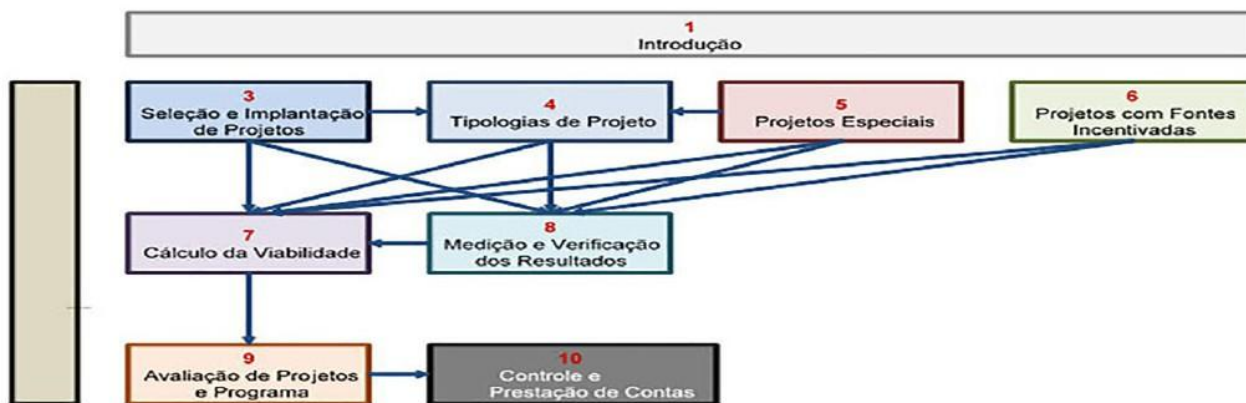 1
Introdução
3
Seleção e Implantação
de Projetos
4
Tipologias de Projeto
5
Projetos Especiais
6
Projetos com Fontes
Incentivadas
7
Cálculo da Viabilidade
8
Medição e Verificação
dos Resultados
9
Avaliação de Projetos
e Programa
10
Controle e
Prestação de Contas